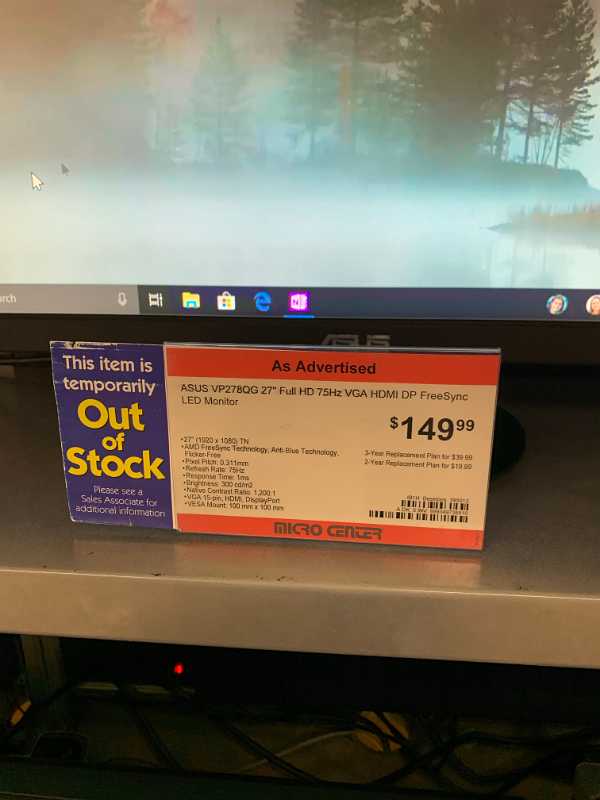 rch
ASUS
This item is
temporarily
Out
of
Stock
Please see a
Sales Associate for
additional information
As Advertised
ASUS VP278QG 27" Full HD 75Hz VGA HDMI DP FreeSync
LED Monitor
$149.99
•27" (1920 x 1080) TN
•AMD FreeSync Technology, Anti-Blue Technology,
Flicker-Free
•Pixel Pitch: 0.311mm
•Refresh Rate: 75Hz
•Response Time: 1ms
•Brightness: 300 cd/m2
•Native Contrast Ratio: 1,200:1
•VGA 15-pin, HDMI, DisplayPort
•VESA Mount: 100 mm x 100 mm
3-Year Replacement Plan for $39.99
2-Year Replacement Plan for $19.99
MICRO CENTER